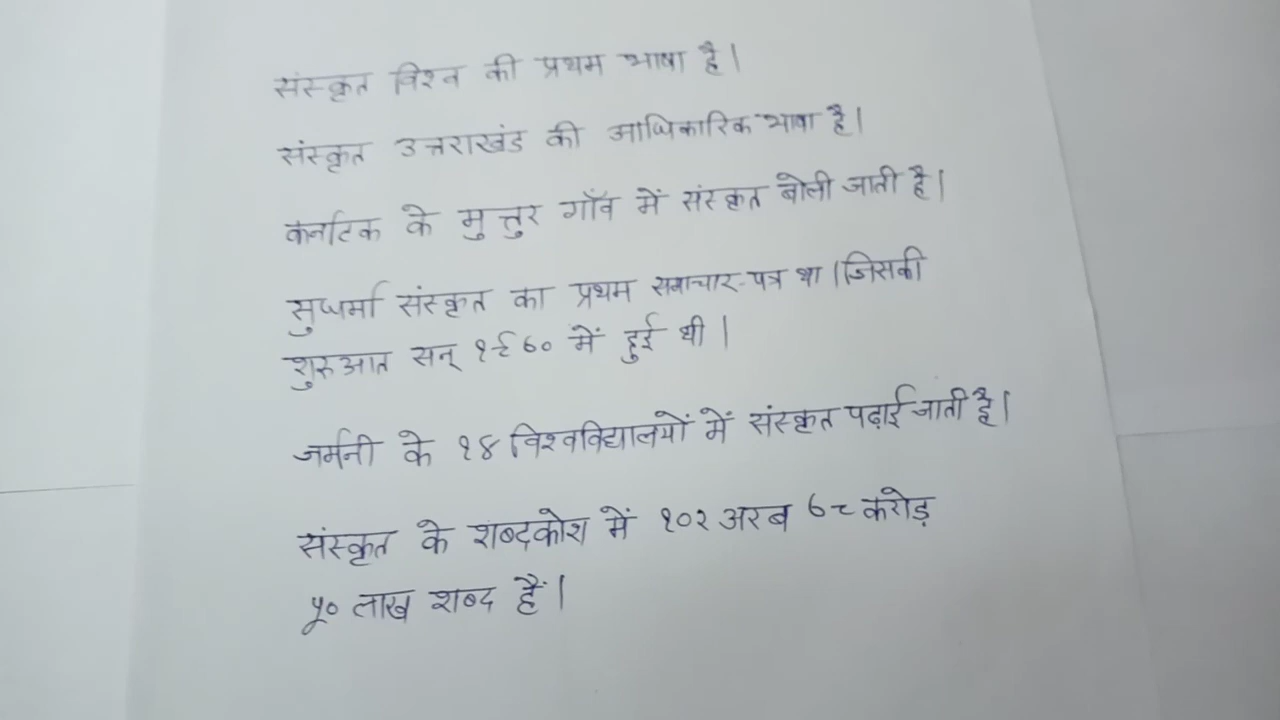 संस्कृत विश्व की प्रथम भाषा है।
संस्कृत उत्तराखंड की आधिकारिक भाषा है।
कर्नाटक के मुत्तुर गाँव में संस्कृत बोली जाती है।
सुधर्मा संस्कृत का प्रथम समाचार-पत्र था।जिसकी
शुरुआत सन् १९७० में हुई थी।
जर्मनी के १४ विश्वविद्यालयों में संस्कृत पढ़ाई जाती है।
संस्कृत के शब्दकोश में १०२ अरब ७८ करोड़
५० लाख शब्द हैं।